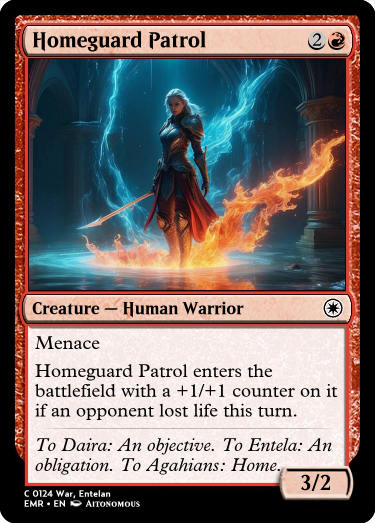 Homeguard Patrol 2
Creature — Human Warrior
Menace
Homeguard Patrol enters the
battlefield with a +1/+1 counter on it
if an opponent lost life this turn.
To Daira: An objective. To Entela: An
obligation. To Agahians: Home.
3/2
C 0124 War, Entelan
EMR • EN AITONOMOUS